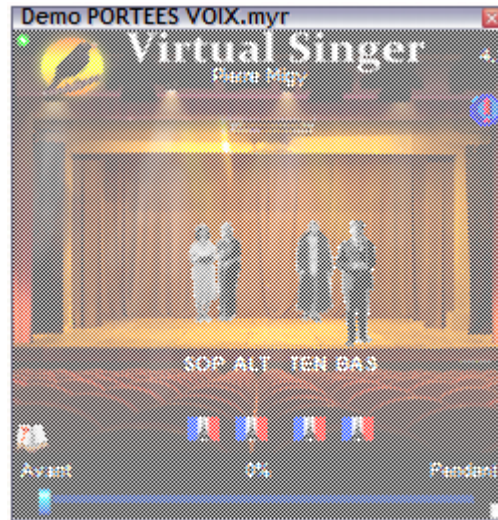 Demo PORTEES VOIX.myr
Virtual Singer
Pierre Migy
SOP ALT TEN BAS
Avant 0% Pendant